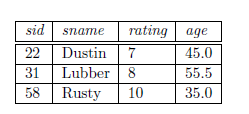 sid sname rating age
22 Dustin 7 45.0
31 Lubber 8 55.5
58 Rusty 10 35.0